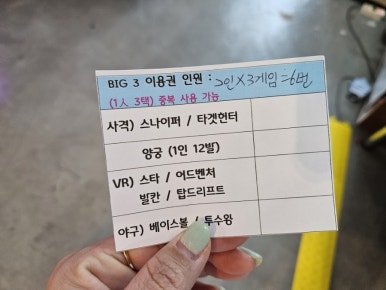 BIG 3 이용권 인원 : 2인 X 3게임 = 6번
(1人 3택) 중복 사용 가능
사격) 스나이퍼 / 타겟헌터
양궁 (1인 12발)
VR) 스타 / 어드벤처
발칸 / 탑드리프트
야구) 베이스볼 / 투수왕